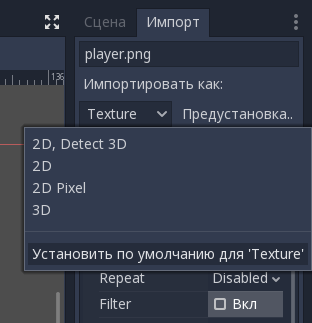 Сцена Импорт
136
player.png
Импортировать как:
Texture Предустановка..
2D, Detect 3D
2D
2D Pixel
3D
Установить по умолчанию для 'Texture'
Repeat Disabled
Filter Вкл